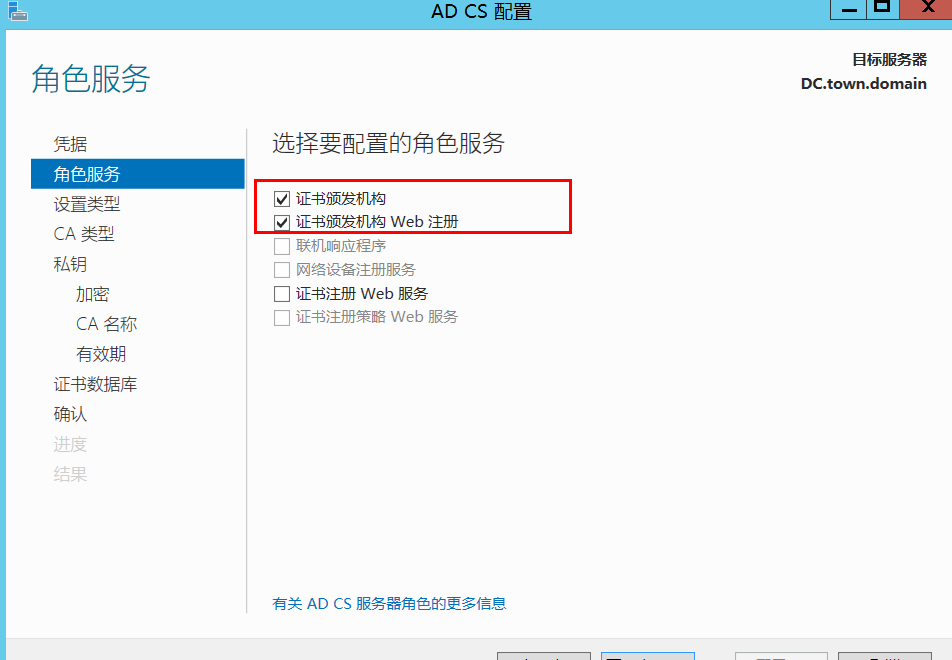 AD CS 配置
角色服务
目标服务器
DC.town.domain
凭据
角色服务
设置类型
CA 类型
私钥
加密
CA 名称
有效期
证书数据库
确认
进度
结果
选择要配置的角色服务
证书颁发机构
证书颁发机构 Web 注册
联机响应程序
网络设备注册服务
证书注册 Web 服务
证书注册策略 Web 服务
有关 AD CS 服务器角色的更多信息